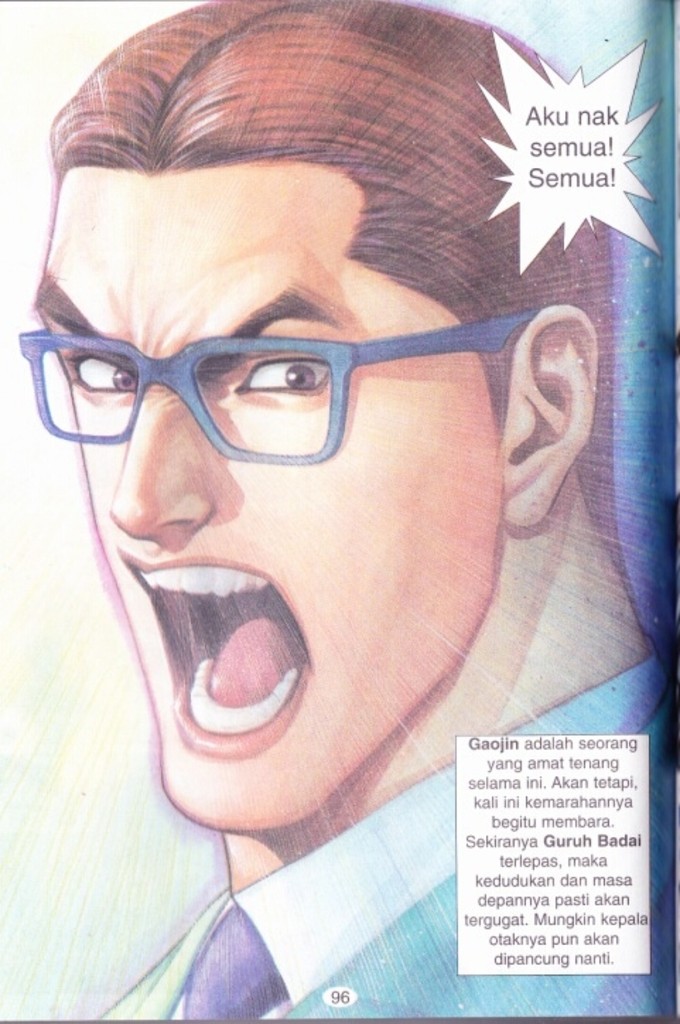 Aku nak
semua!
Semua!
Gaojin adalah seorang
yang amat tenang
selama ini. Akan tetapi,
kali ini kemarahannya
begitu membara.
Sekiranya Guruh Badai
terlepas, maka
kedudukan dan masa
depannya pasti akan
tergugat. Mungkin kepala
otaknya pun akan
dipancung nanti.
96